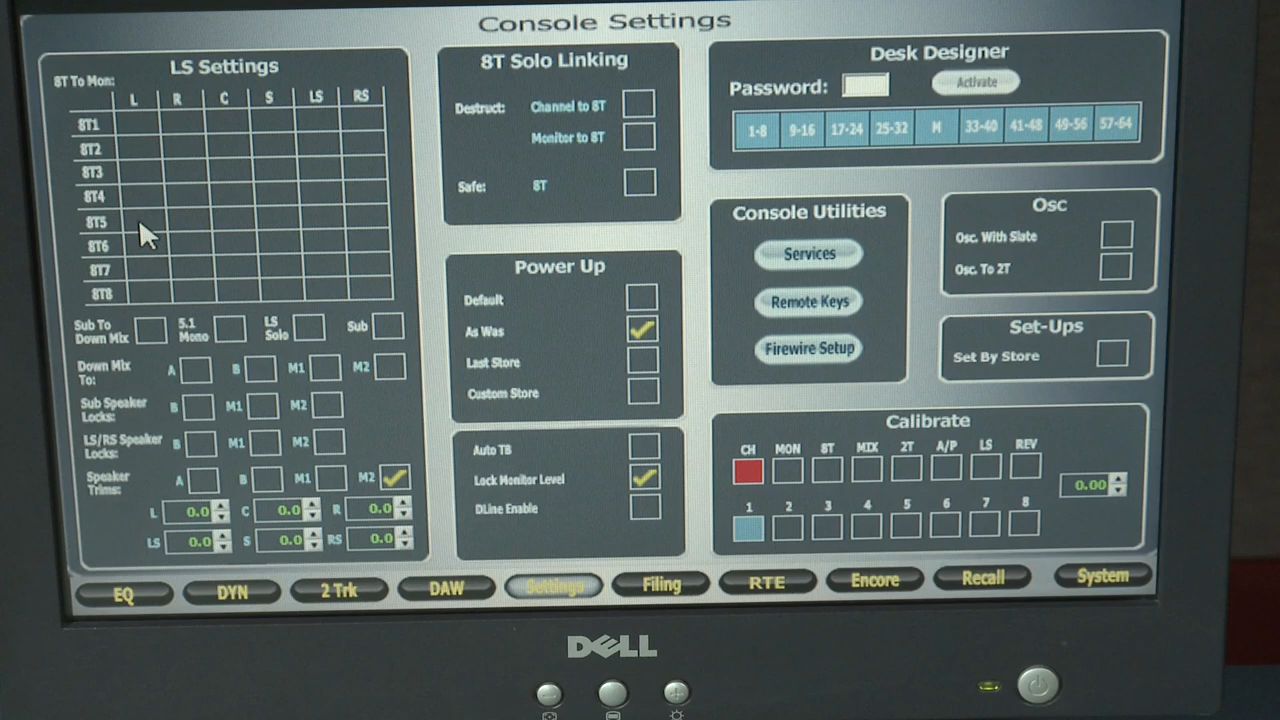 Console Settings
LS Settings
8T To Mon:
L R C S LS RS
8T1
8T2
8T3
8T4
8T5
8T6
8T7
8T8
Sub To Down Mix 5.1 Mono LS Solo Sub
Down Mix To: A B M1 M2
Sub Speaker Locks: B M1 M2
LS/RS Speaker Locks: B M1 M2
Speaker Trims: A B M1 M2
L 0.0 C 0.0 R 0.0
LS 0.0 S 0.0 RS 0.0
8T Solo Linking
Destruct: Channel to 8T
Monitor to 8T
Safe: 8T
Power Up
Default
As Was
Last Store
Custom Store
Auto TB
Lock Monitor Level
DLine Enable
Desk Designer
Password: Activate
1-8 9-16 17-24 25-32 M 33-40 41-48 49-56 57-64
Console Utilities
Services
Remote Keys
Firewire Setup
Osc
Osc. With Slate
Osc. To 2T
Set-Ups
Set By Store
Calibrate
CH MON 8T MIX 2T A/P LS REV
0.00
1 2 3 4 5 6 7 8
EQ DYN 2 Trk DAW Settings Filing RTE Encore Recall System
DELL